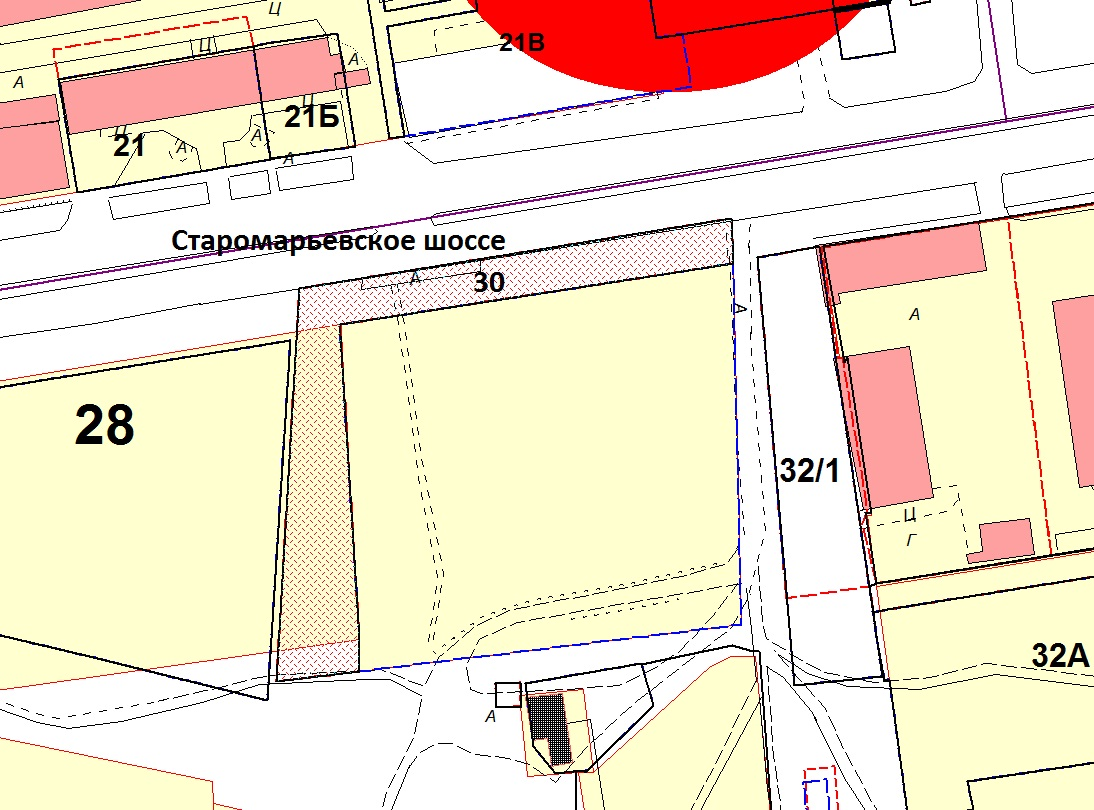 Ц
21В
Ц
А
А
Ц
21Б
Ц
А
21
А
А
Старомарьевское шоссе
А
30
А
А
28
32/1
Ц
Г
Г
32А
А